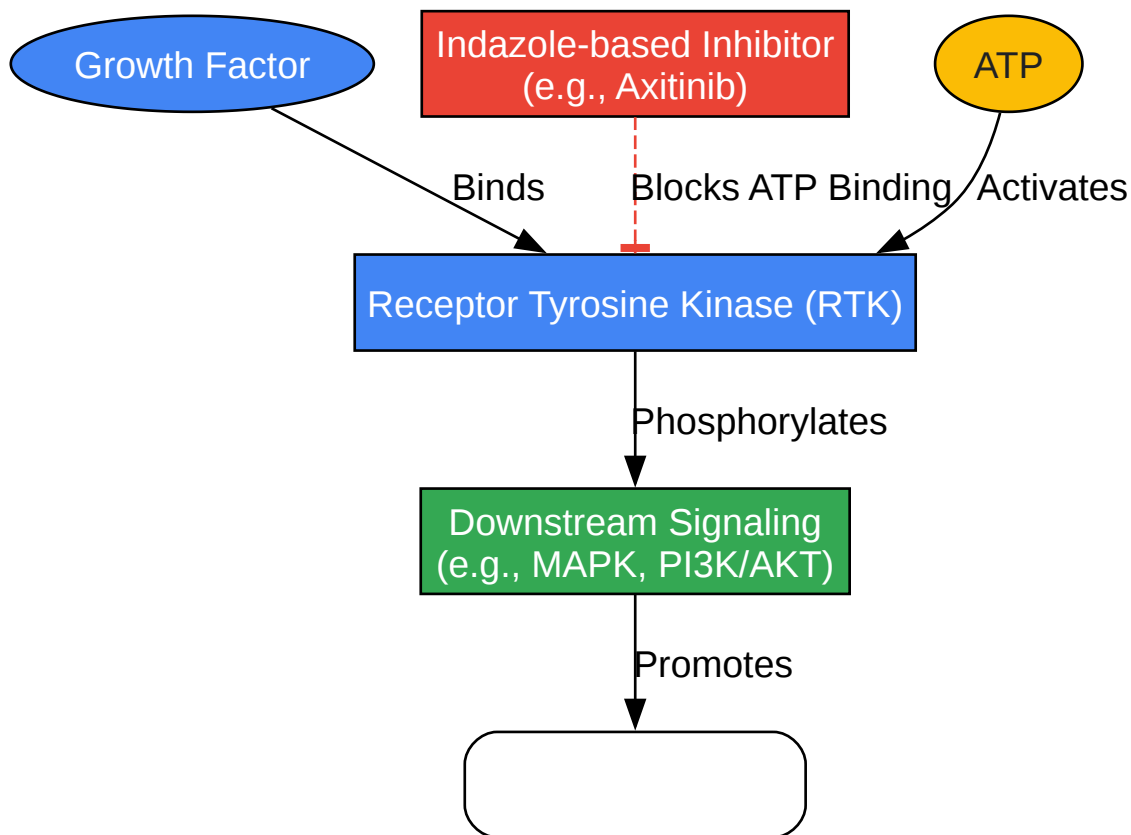 Growth Factor
Indazole-based Inhibitor
(e.g., Axitinib)
ATP
Binds
Blocks ATP Binding
Activates
Receptor Tyrosine Kinase (RTK)
Phosphorylates
Downstream Signaling
(e.g., MAPK, PI3K/AKT)
Promotes